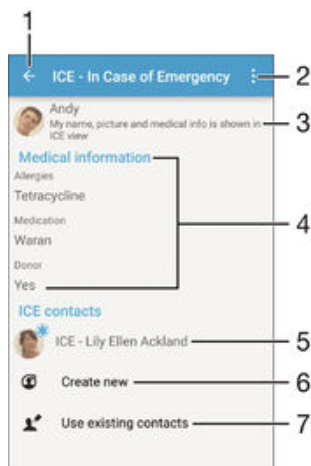 1
ICE - In Case of Emergency
2
Andy
My name, picture and medical info is shown in
ICE view
3
Medical information
Allergies
Tetracycline
Medication
Waran
4
Donor
Yes
ICE contacts
ICE - Lily Ellen Ackland
5
Create new
6
Use existing contacts
7